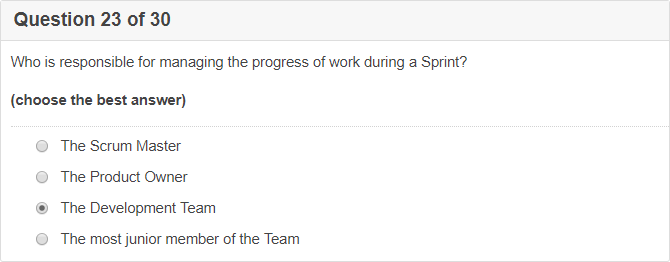 Question 23 of 30
Who is responsible for managing the progress of work during a Sprint?
(choose the best answer)
The Scrum Master
The Product Owner
The Development Team
The most junior member of the Team